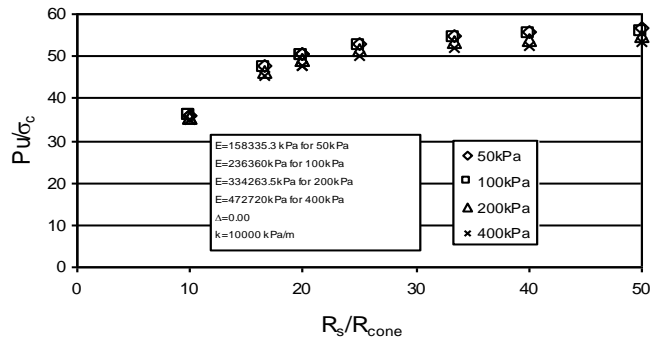 60
50
40
30
20
10
0
Pu/σc
E=158335.3 kPa for 50kPa
E=236360kPa for 100kPa
E=334263.5kPa for 200kPa
E=472720kPa for 400kPa
Δ=0.00
k=10000 kPa/m
50kPa
100kPa
200kPa
400kPa
0 10 20 30 40 50
Rs/Rcone